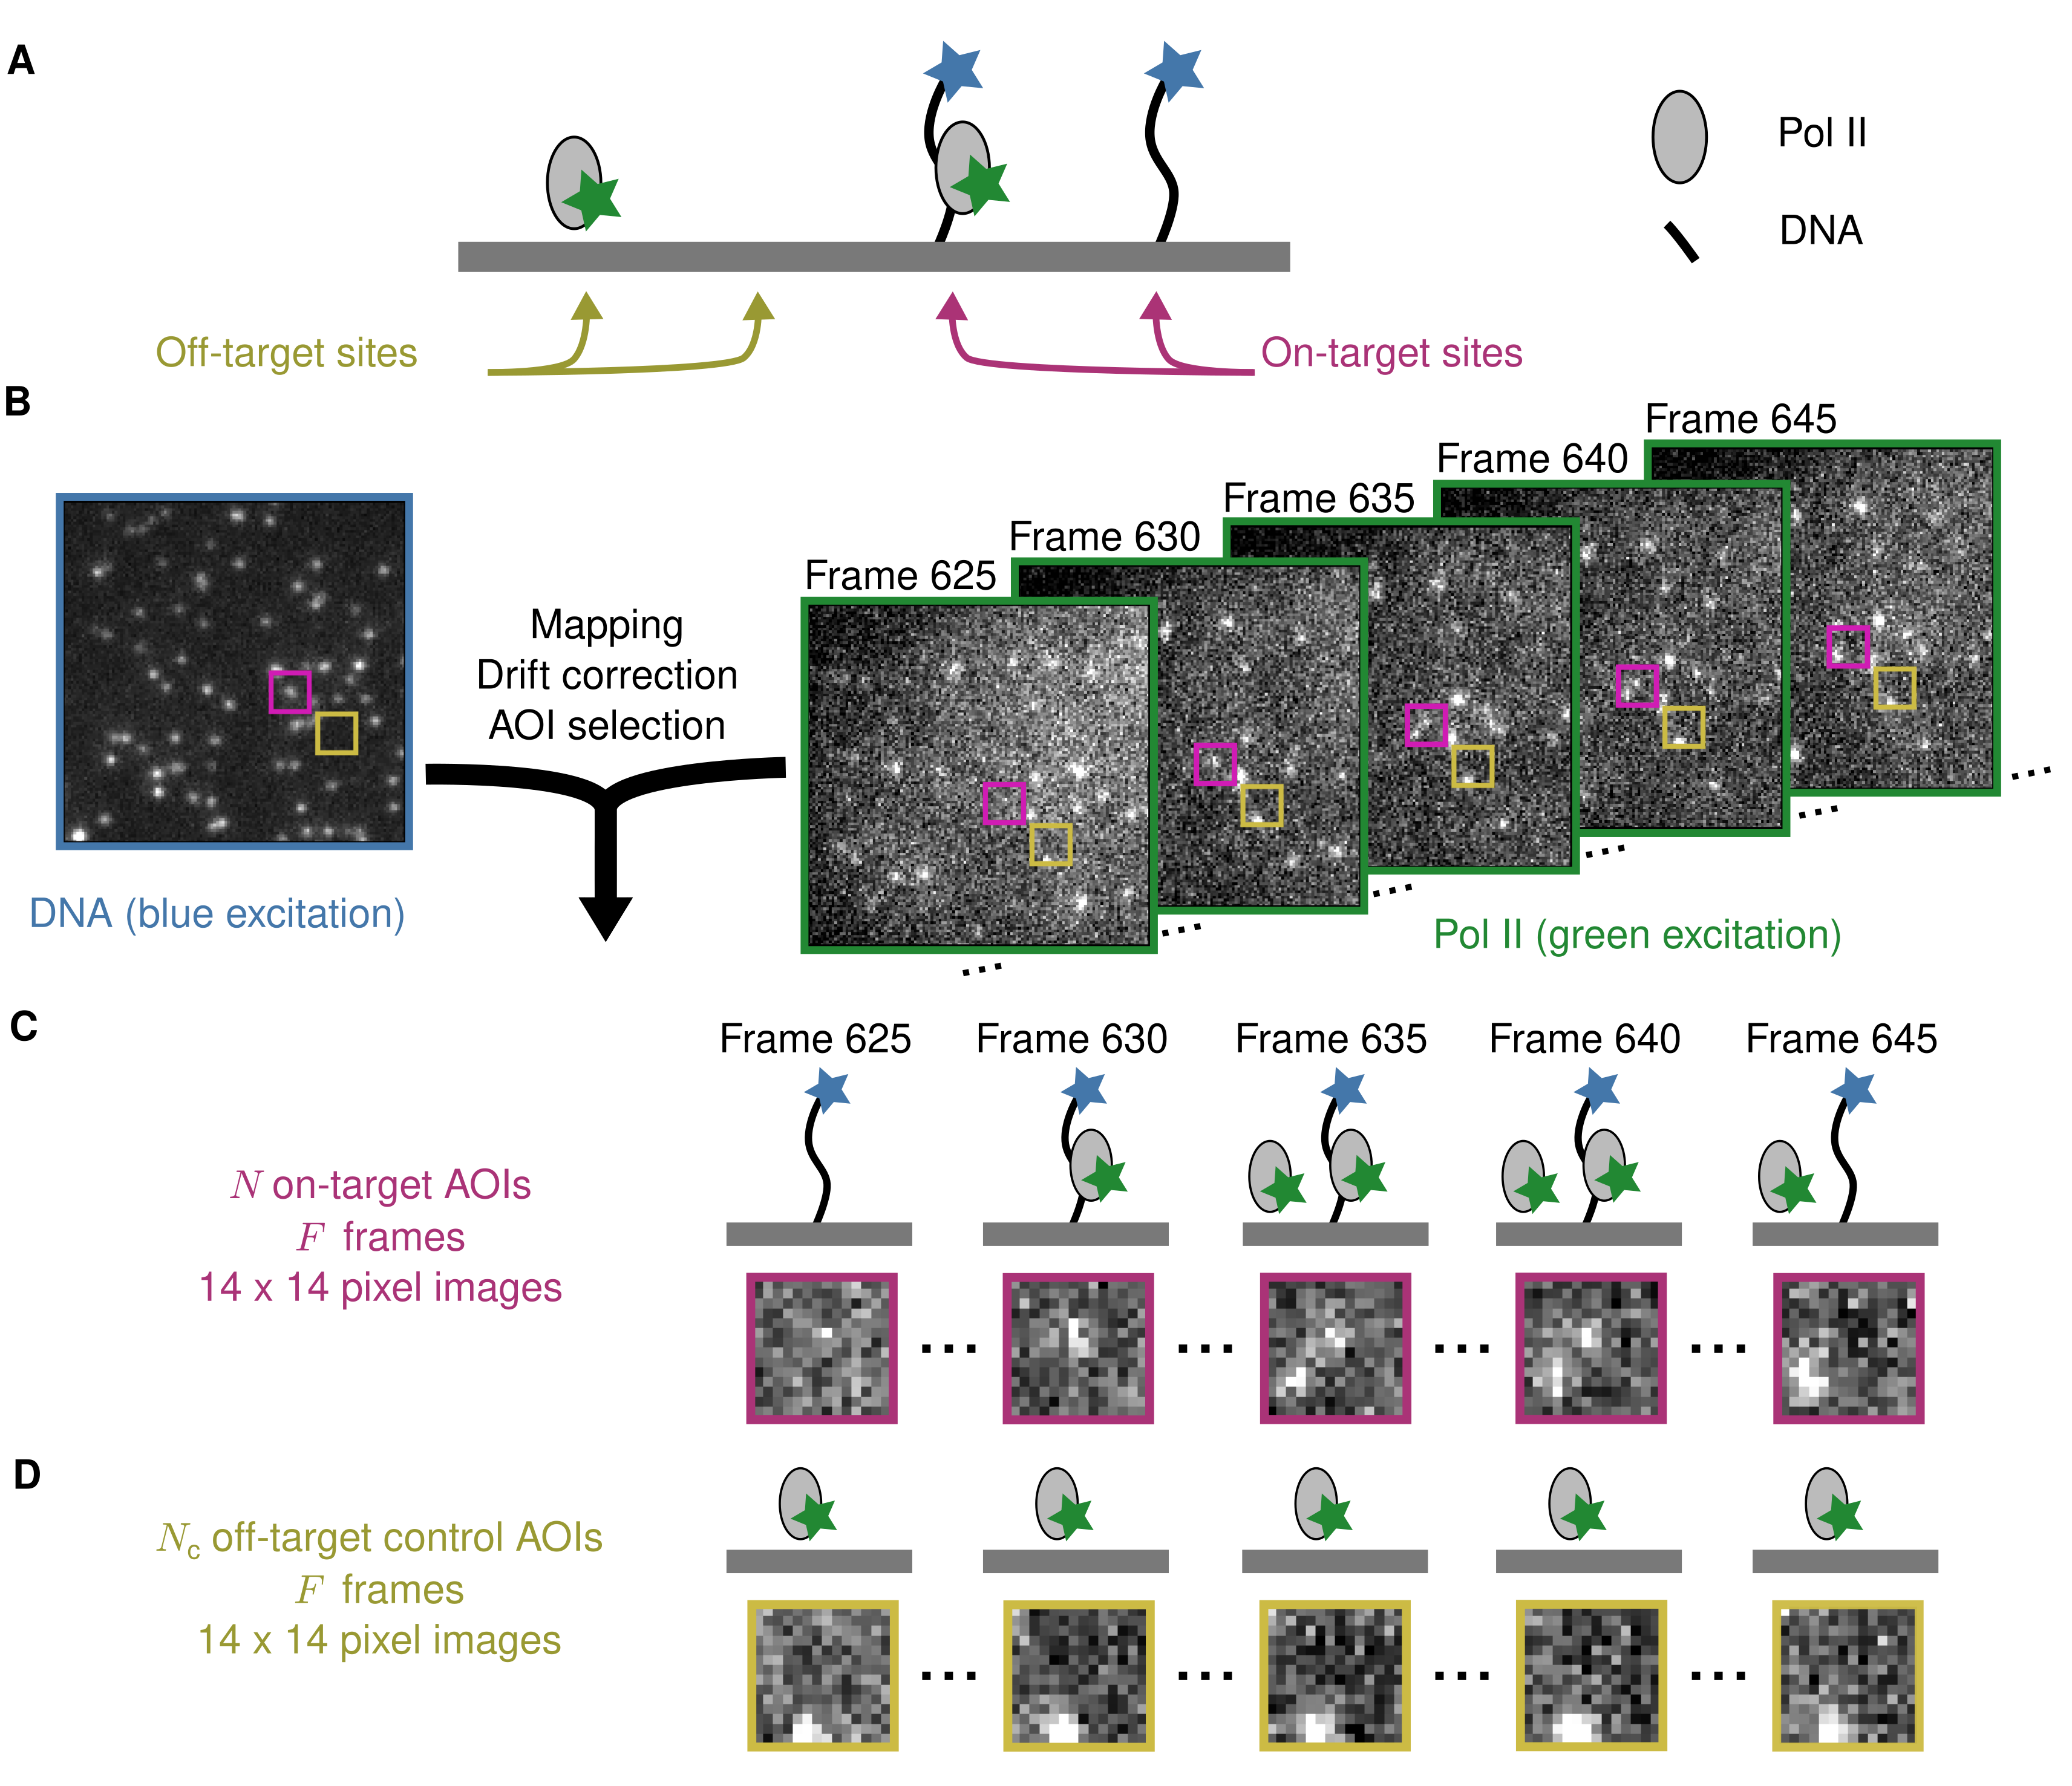 A
Pol II
DNA
Off-target sites
On-target sites
B
Frame 645
Frame 640
Frame 635
Frame 630
Frame 625
Mapping
Drift correction
AOI selection
DNA (blue excitation)
Pol II (green excitation)
C
Frame 625
Frame 630
Frame 635
Frame 640
Frame 645
N on-target AOIs
F frames
14 x 14 pixel images
D
Nc off-target control AOIs
F frames
14 x 14 pixel images